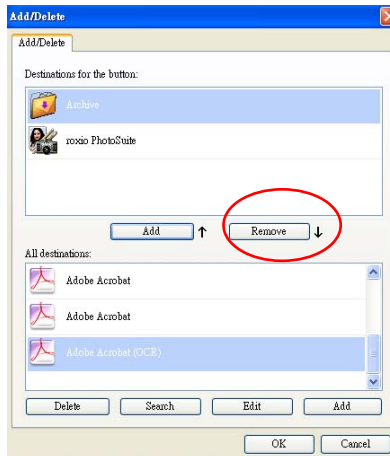 Add/Delete
Add/Delete
Destinations for the button:
Archive
roxio PhotoSuite
Add ↑ Remove ↓
All destinations:
Adobe Acrobat
Adobe Acrobat
Adobe Acrobat (OCR)
Delete Search Edit Add
OK Cancel